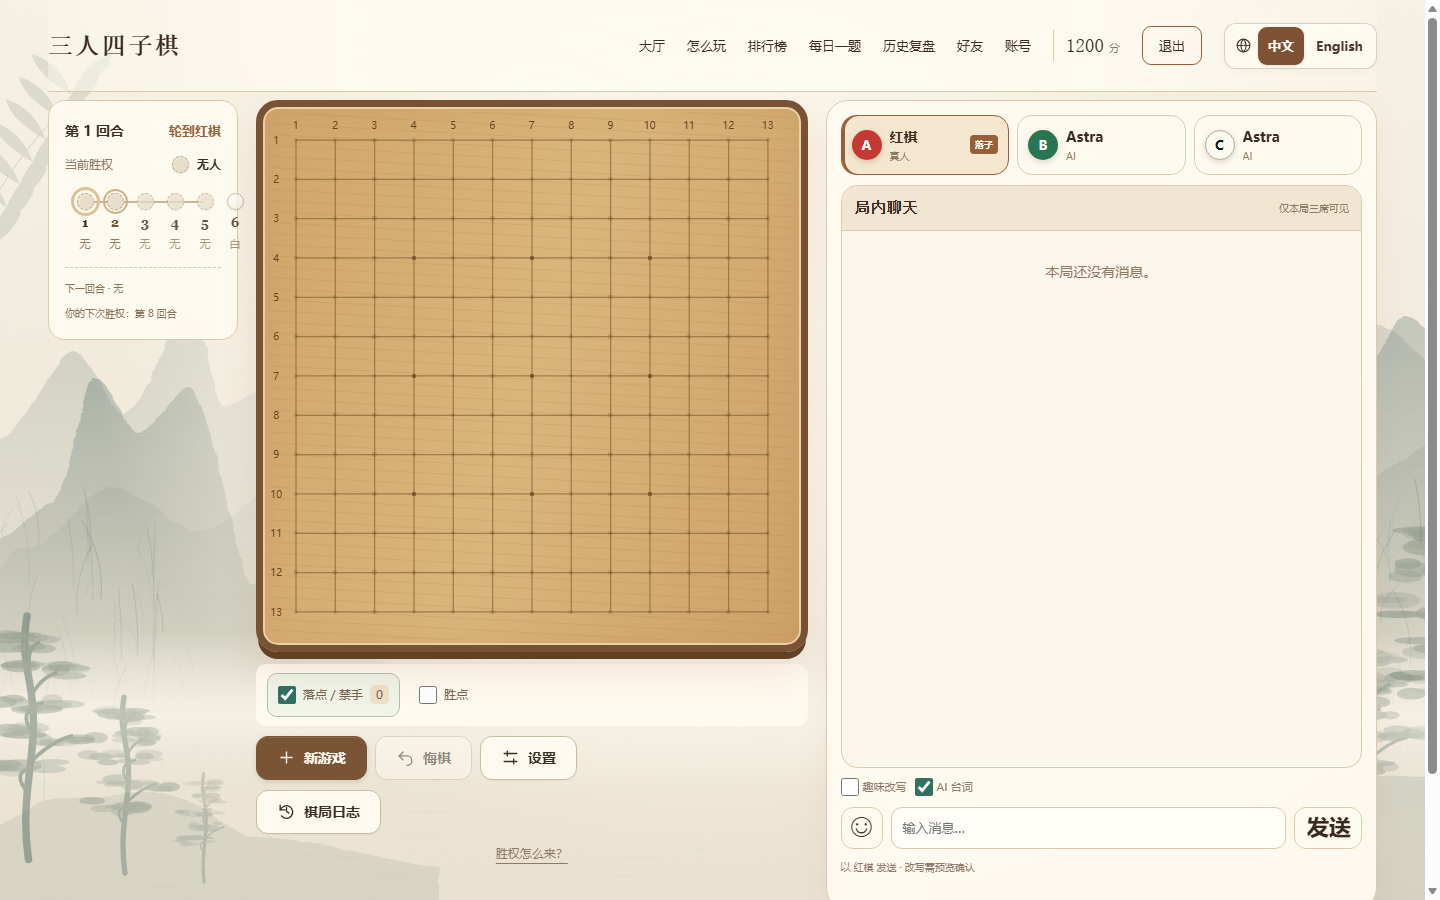 三人四子棋
大厅 怎么玩 排行榜 每日一题 历史复盘 好友 账号 1200 分 退出 中文 English
第 1 回合 轮到红棋
当前胜权 无人
1 2 3 4 5 6
无 无 无 无 无 白
下一回合 · 无
你的下次胜权：第 8 回合
1 2 3 4 5 6 7 8 9 10 11 12 13
1
2
3
4
5
6
7
8
9
10
11
12
13
落点 / 禁手 0 胜点
新游戏 悔棋 设置
棋局日志
胜权怎么来？
A 红棋 真人 落子
B Astra AI
C Astra AI
局内聊天 仅本局三席可见
本局还没有消息。
趣味改写 AI 台词
输入消息... 发送
以 红棋 发送 · 改写需预览确认